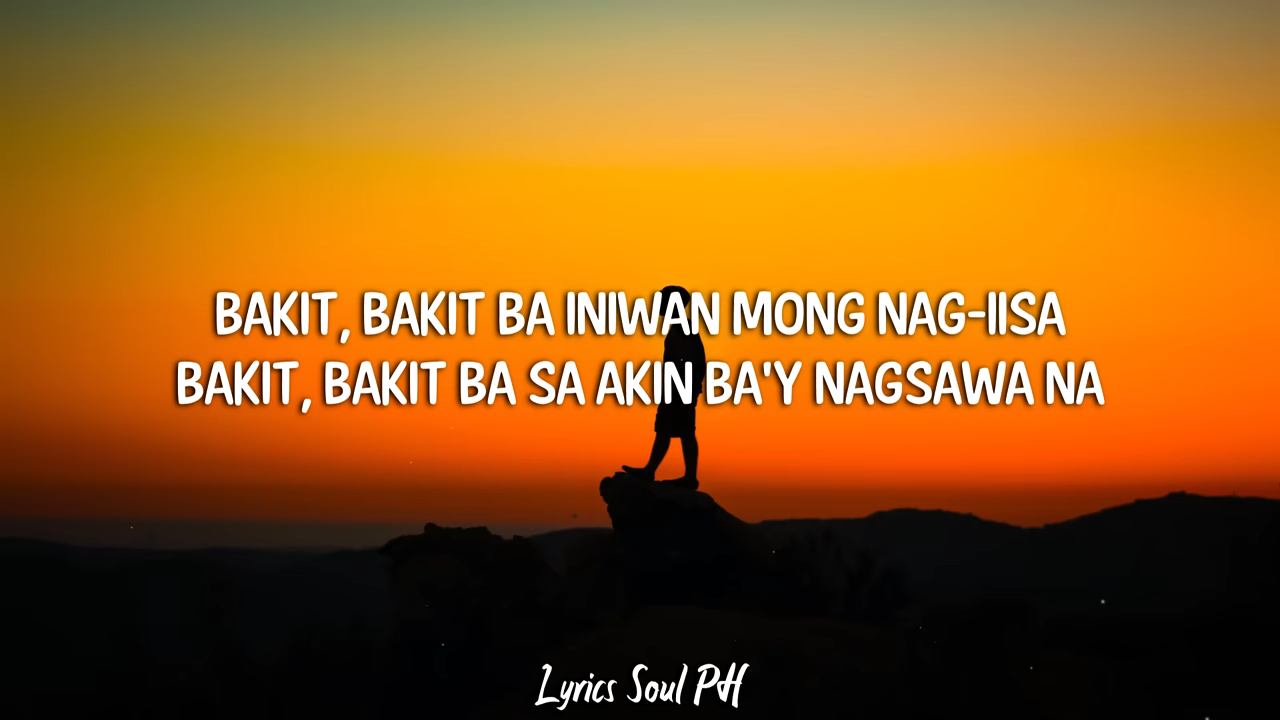 BAKIT, BAKIT BA INIWAN MONG NAG-IISA
BAKIT, BAKIT BA SA AKIN BA'Y NAGSAWA NA
Lyrics Soul PH